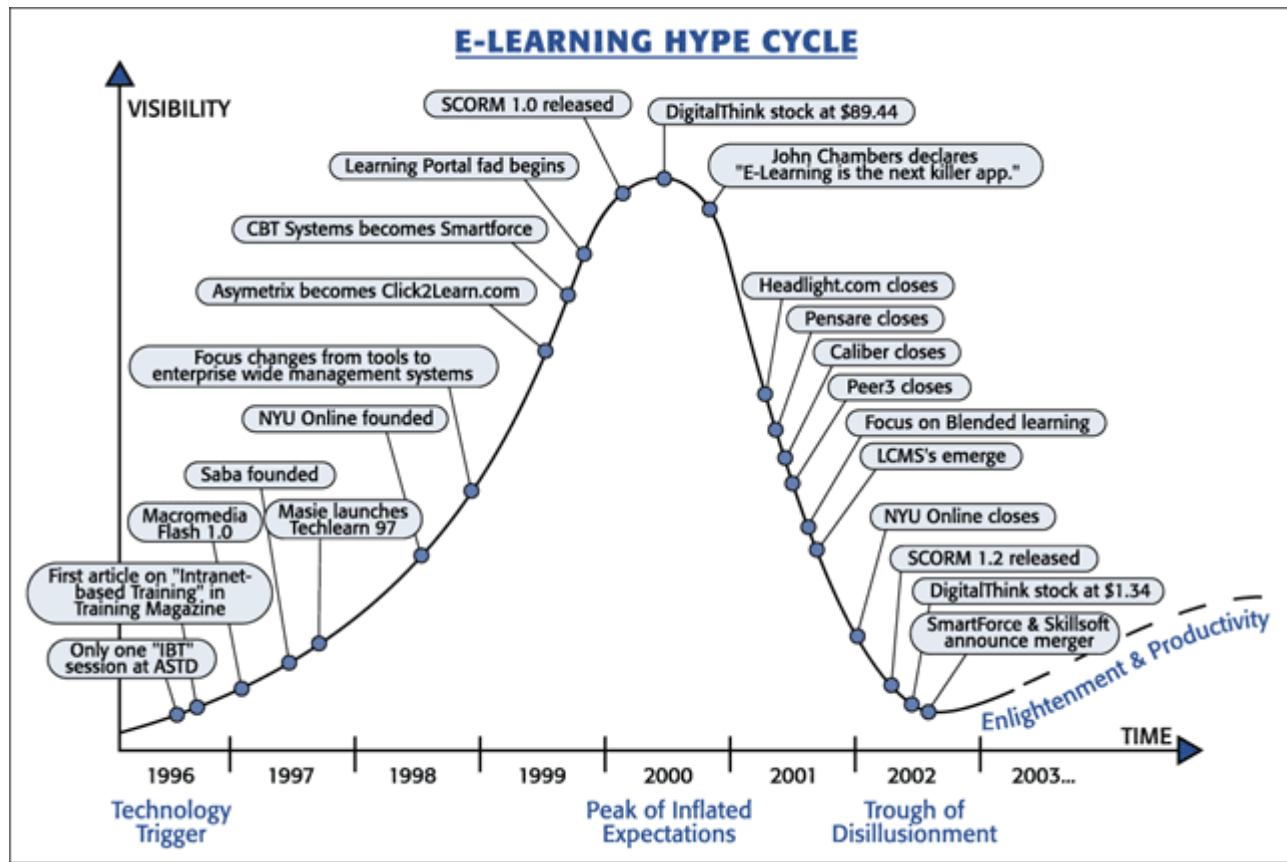 E-LEARNING HYPE CYCLE
VISIBILITY
SCORM 1.0 released
DigitalThink stock at $89.44
John Chambers declares
"E-Learning is the next killer app."
Learning Portal fad begins
CBT Systems becomes Smartforce
Asymetrix becomes Click2Learn.com
Headlight.com closes
Pensare closes
Caliber closes
Focus changes from tools to
enterprise wide management systems
Peer3 closes
NYU Online founded
Focus on Blended learning
LCMS's emerge
Saba founded
Macromedia
Flash 1.0
Masie launches
Techlearn 97
NYU Online closes
SCORM 1.2 released
First article on "Intranet-
based Training" in
Training Magazine
DigitalThink stock at $1.34
SmartForce & Skillsoft
announce merger
Only one "IBT"
session at ASTD
Enlightenment & Productivity
TIME
1996
1997
1998
1999
2000
2001
2002
2003...
Technology
Trigger
Peak of Inflated
Expectations
Trough of
Disillusionment